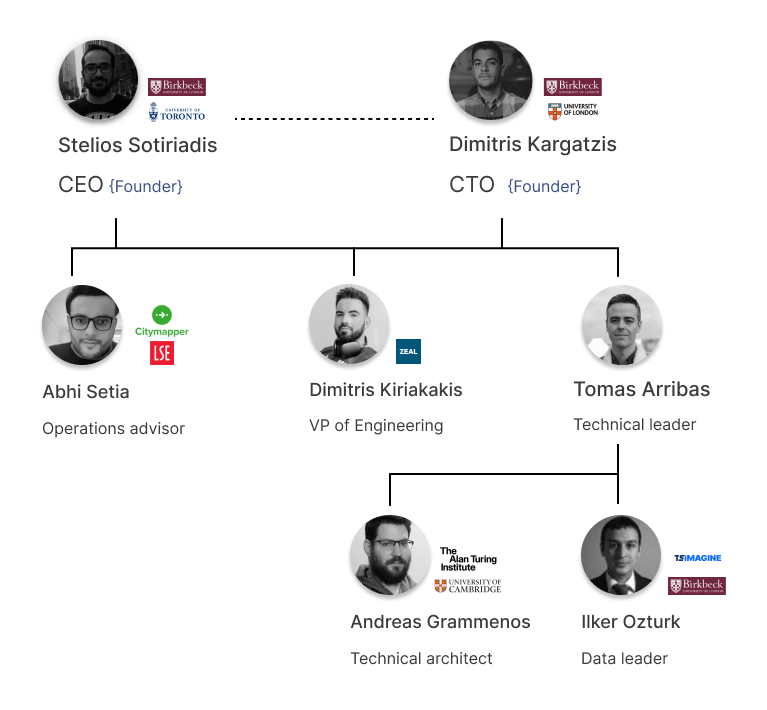 Birkbeck
UNIVERSITY OF LONDON
UNIVERSITY OF
TORONTO
Stelios Sotiriadis
CEO {Founder}
Birkbeck
UNIVERSITY OF LONDON
UNIVERSITY
OF LONDON
Dimitris Kargatzis
CTO {Founder}
Citymapper
LSE
Abhi Setia
Operations advisor
ZEAL
Dimitris Kiriakakis
VP of Engineering
Tomas Arribas
Technical leader
The
Alan Turing
Institute
UNIVERSITY OF
CAMBRIDGE
Andreas Grammenos
Technical architect
TSIMAGINE
Birkbeck
UNIVERSITY OF LONDON
Ilker Ozturk
Data leader